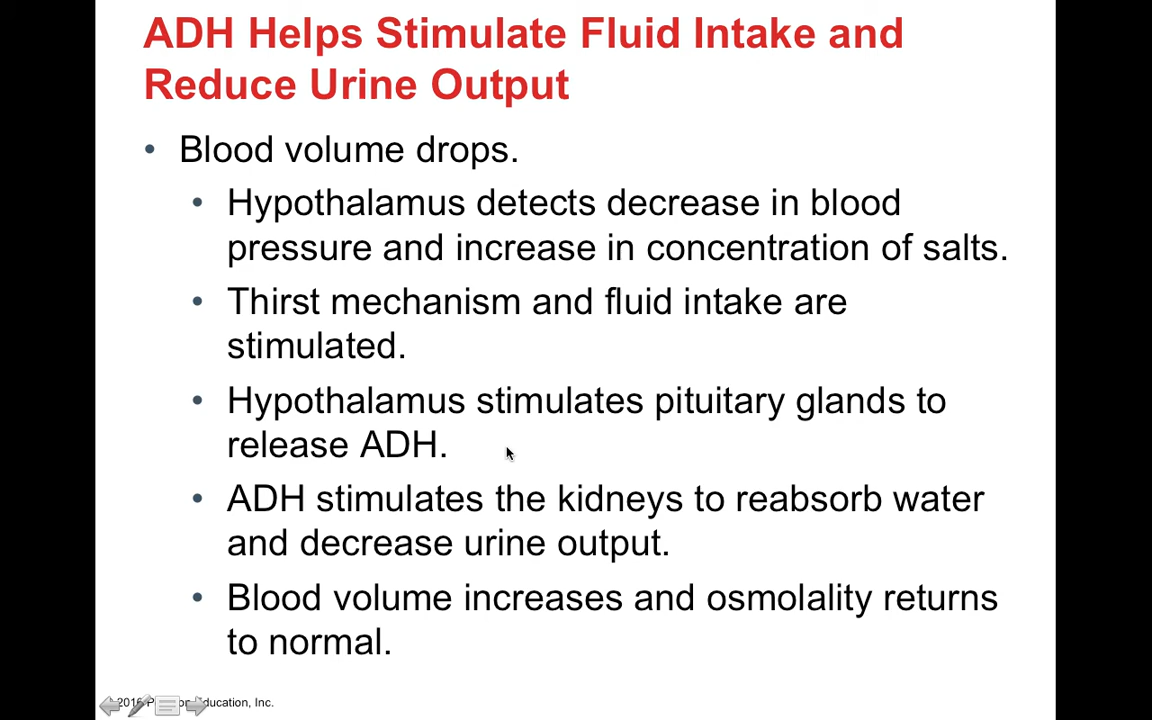 ADH Helps Stimulate Fluid Intake and
Reduce Urine Output
• Blood volume drops.
• Hypothalamus detects decrease in blood
pressure and increase in concentration of salts.
• Thirst mechanism and fluid intake are
stimulated.
• Hypothalamus stimulates pituitary glands to
release ADH.
• ADH stimulates the kidneys to reabsorb water
and decrease urine output.
• Blood volume increases and osmolality returns
to normal.
2016 Education, Inc.